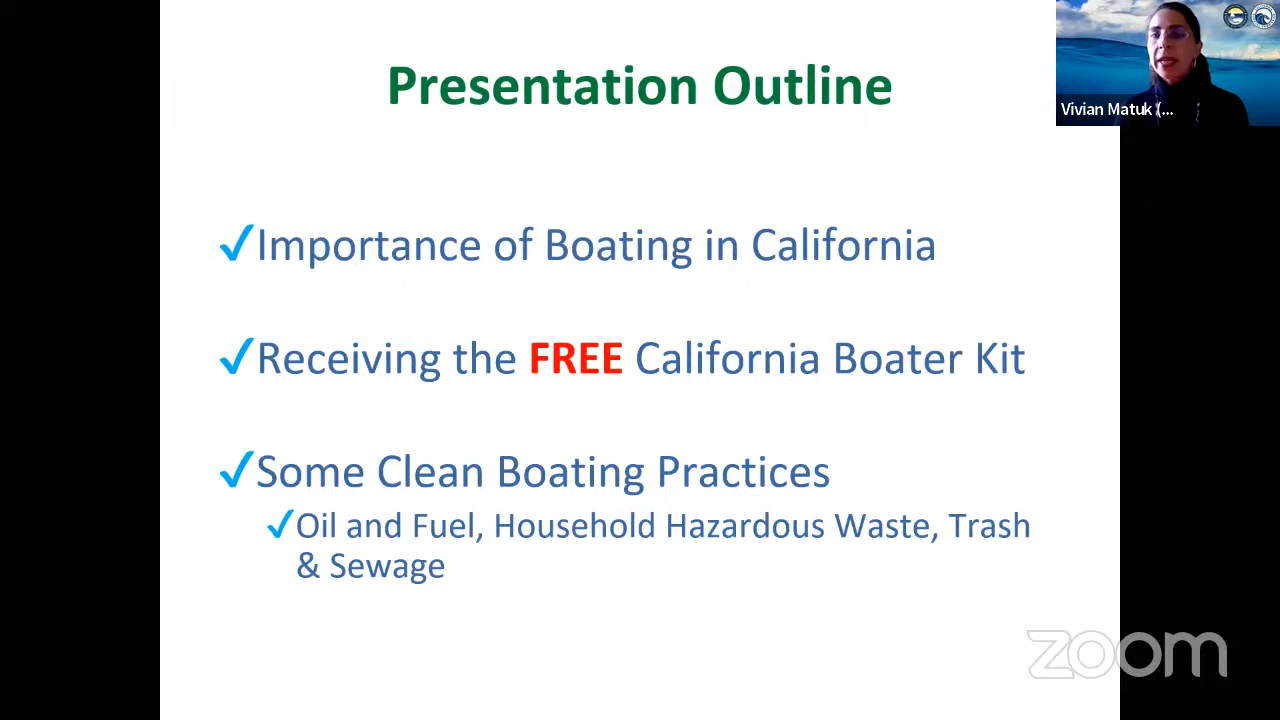 Presentation Outline
Vivian Matuk (...
✓Importance of Boating in California
✓Receiving the FREE California Boater Kit
✓Some Clean Boating Practices
✓Oil and Fuel, Household Hazardous Waste, Trash
& Sewage
zoom